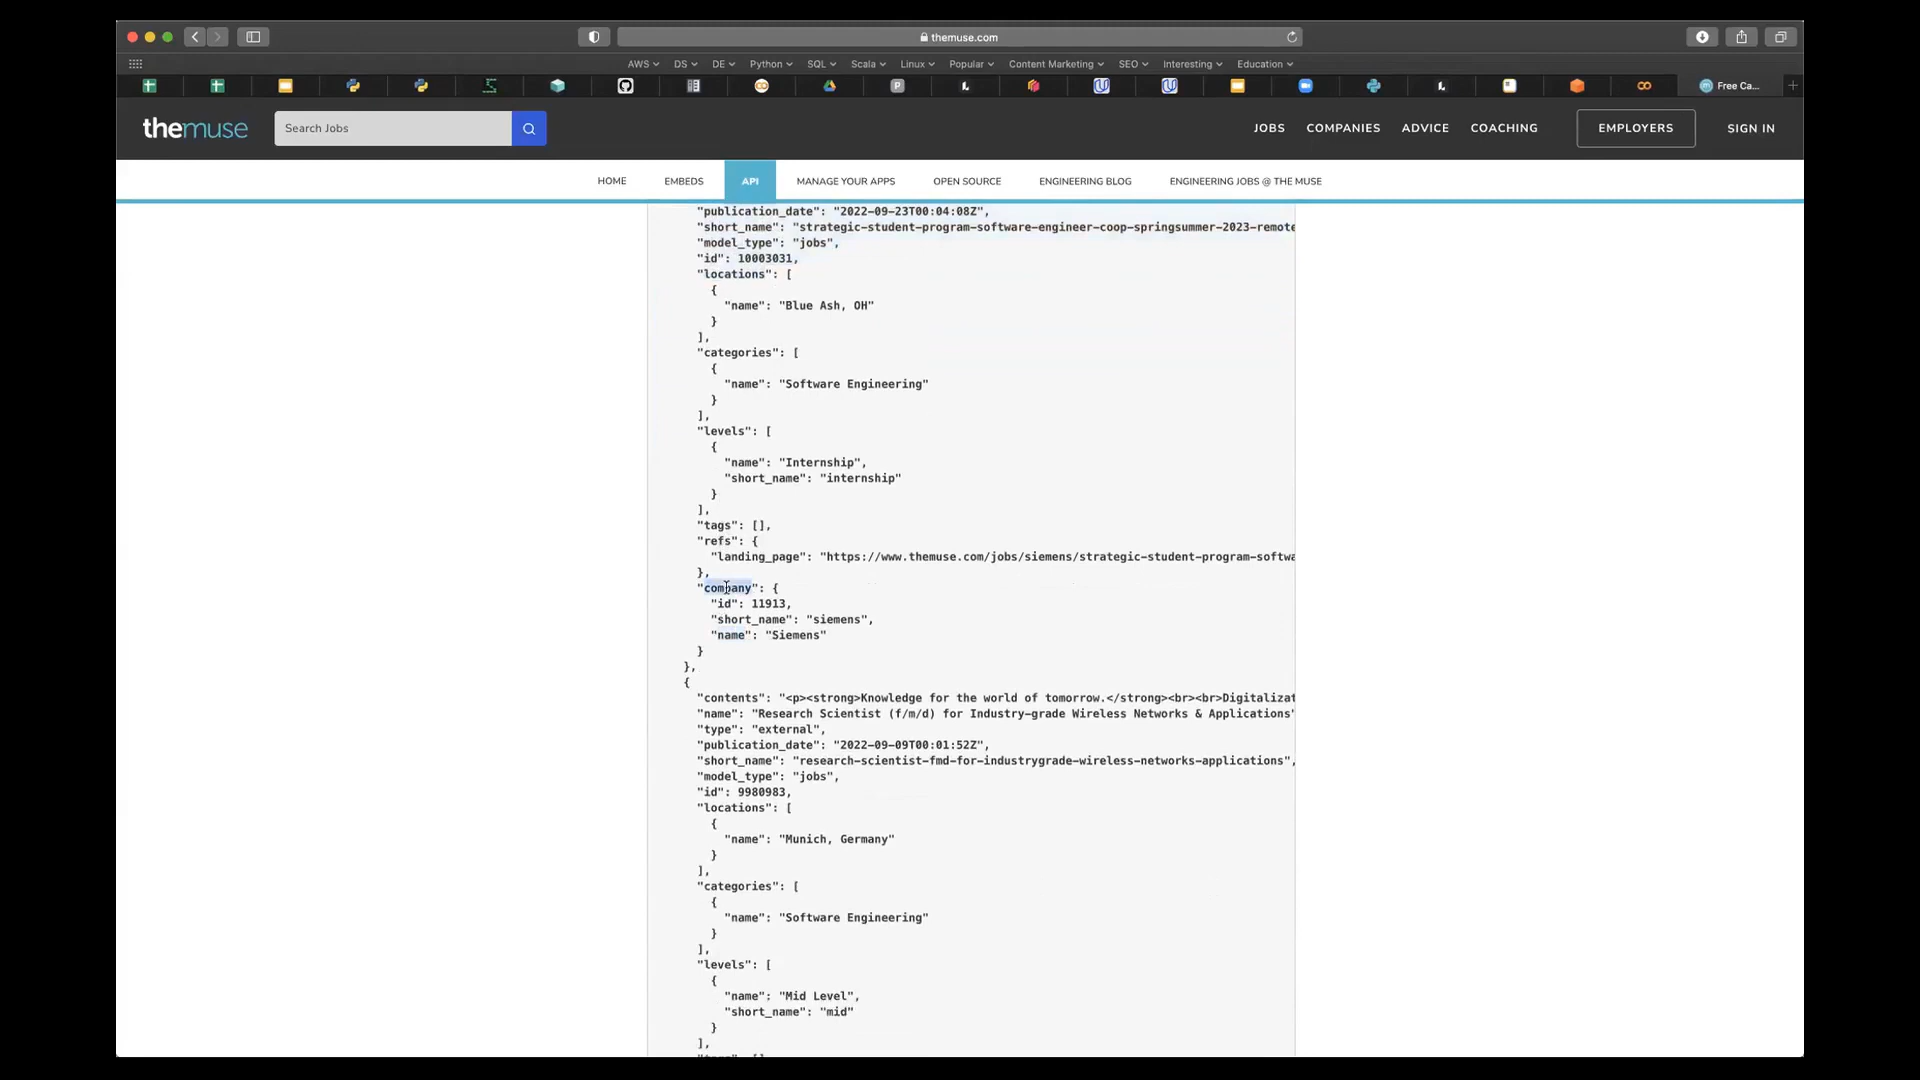 themuse.com
AWS DS DE Python SQL Scala Linux Popular Content Marketing SEO Interesting Education
Free Ca...
themuse
Search Jobs
JOBS COMPANIES ADVICE COACHING EMPLOYERS SIGN IN
HOME EMBEDS API MANAGE YOUR APPS OPEN SOURCE ENGINEERING BLOG ENGINEERING JOBS @ THE MUSE
"publication_date": "2022-09-23T00:04:08Z",
"short_name": "strategic-student-program-software-engineer-coop-springsummer-2023-remote
"model_type": "jobs",
"id": 10003031,
"locations": [
{
"name": "Blue Ash, OH"
}
],
"categories": [
{
"name": "Software Engineering"
}
],
"levels": [
{
"name": "Internship",
"short_name": "internship"
}
],
"tags": [],
"refs": {
"landing_page": "https://www.themuse.com/jobs/siemens/strategic-student-program-softwa
},
"company": {
"id": 11913,
"short_name": "siemens",
"name": "Siemens"
}
},
{
"contents": "<p><strong>Knowledge for the world of tomorrow.</strong><br><br>Digitalizat
"name": "Research Scientist (f/m/d) for Industry-grade Wireless Networks & Applications"
"type": "external",
"publication_date": "2022-09-09T00:01:52Z",
"short_name": "research-scientist-fmd-for-industrygrade-wireless-networks-applications",
"model_type": "jobs",
"id": 9980983,
"locations": [
{
"name": "Munich, Germany"
}
],
"categories": [
{
"name": "Software Engineering"
}
],
"levels": [
{
"name": "Mid Level",
"short_name": "mid"
}
],